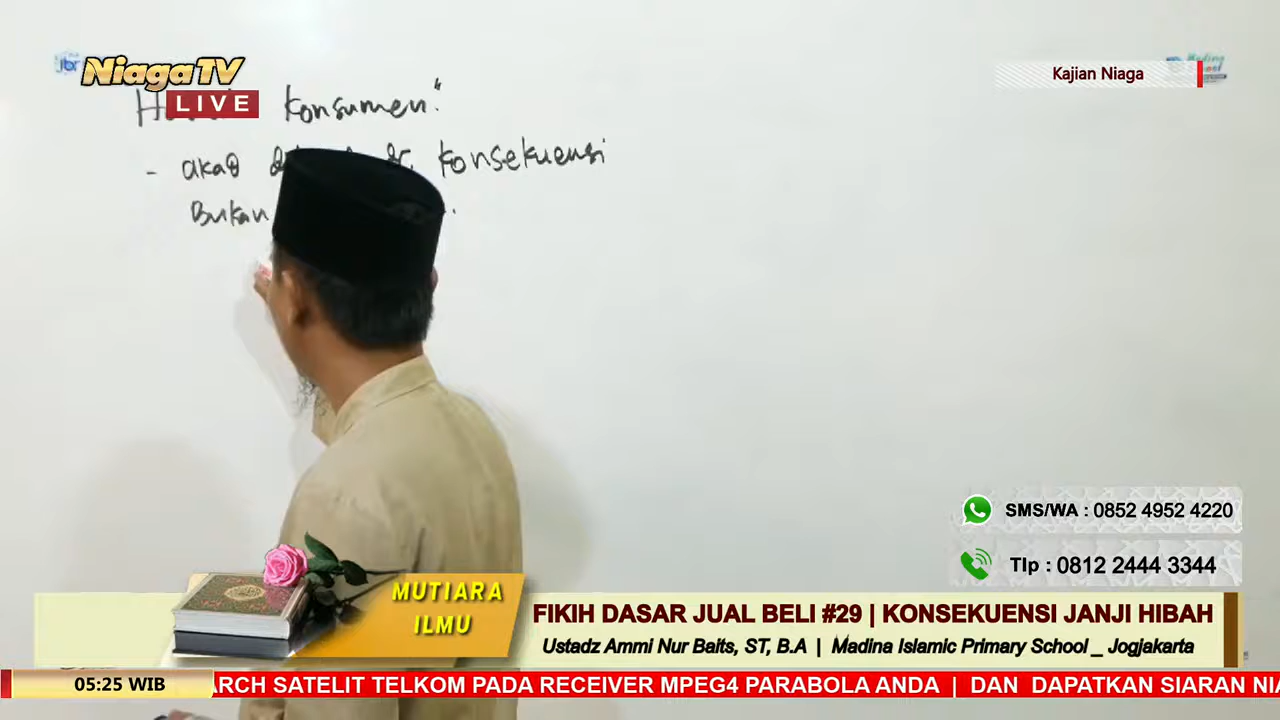 NiagaTV
LIVE
Kajian Niaga
Konsumen"
- akad Konsekuensi
Bukan
SMS/WA : 0852 4952 4220
Tlp : 0812 2444 3344
MUTIARA
ILMU
FIKIH DASAR JUAL BELI #29 | KONSEKUENSI JANJI HIBAH
Ustadz Ammi Nur Baits, ST, B.A | Madina Islamic Primary School _ Jogjakarta
05:25 WIB
ARCH SATELIT TELKOM PADA RECEIVER MPEG4 PARABOLA ANDA | DAN DAPATKAN SIARAN NIA